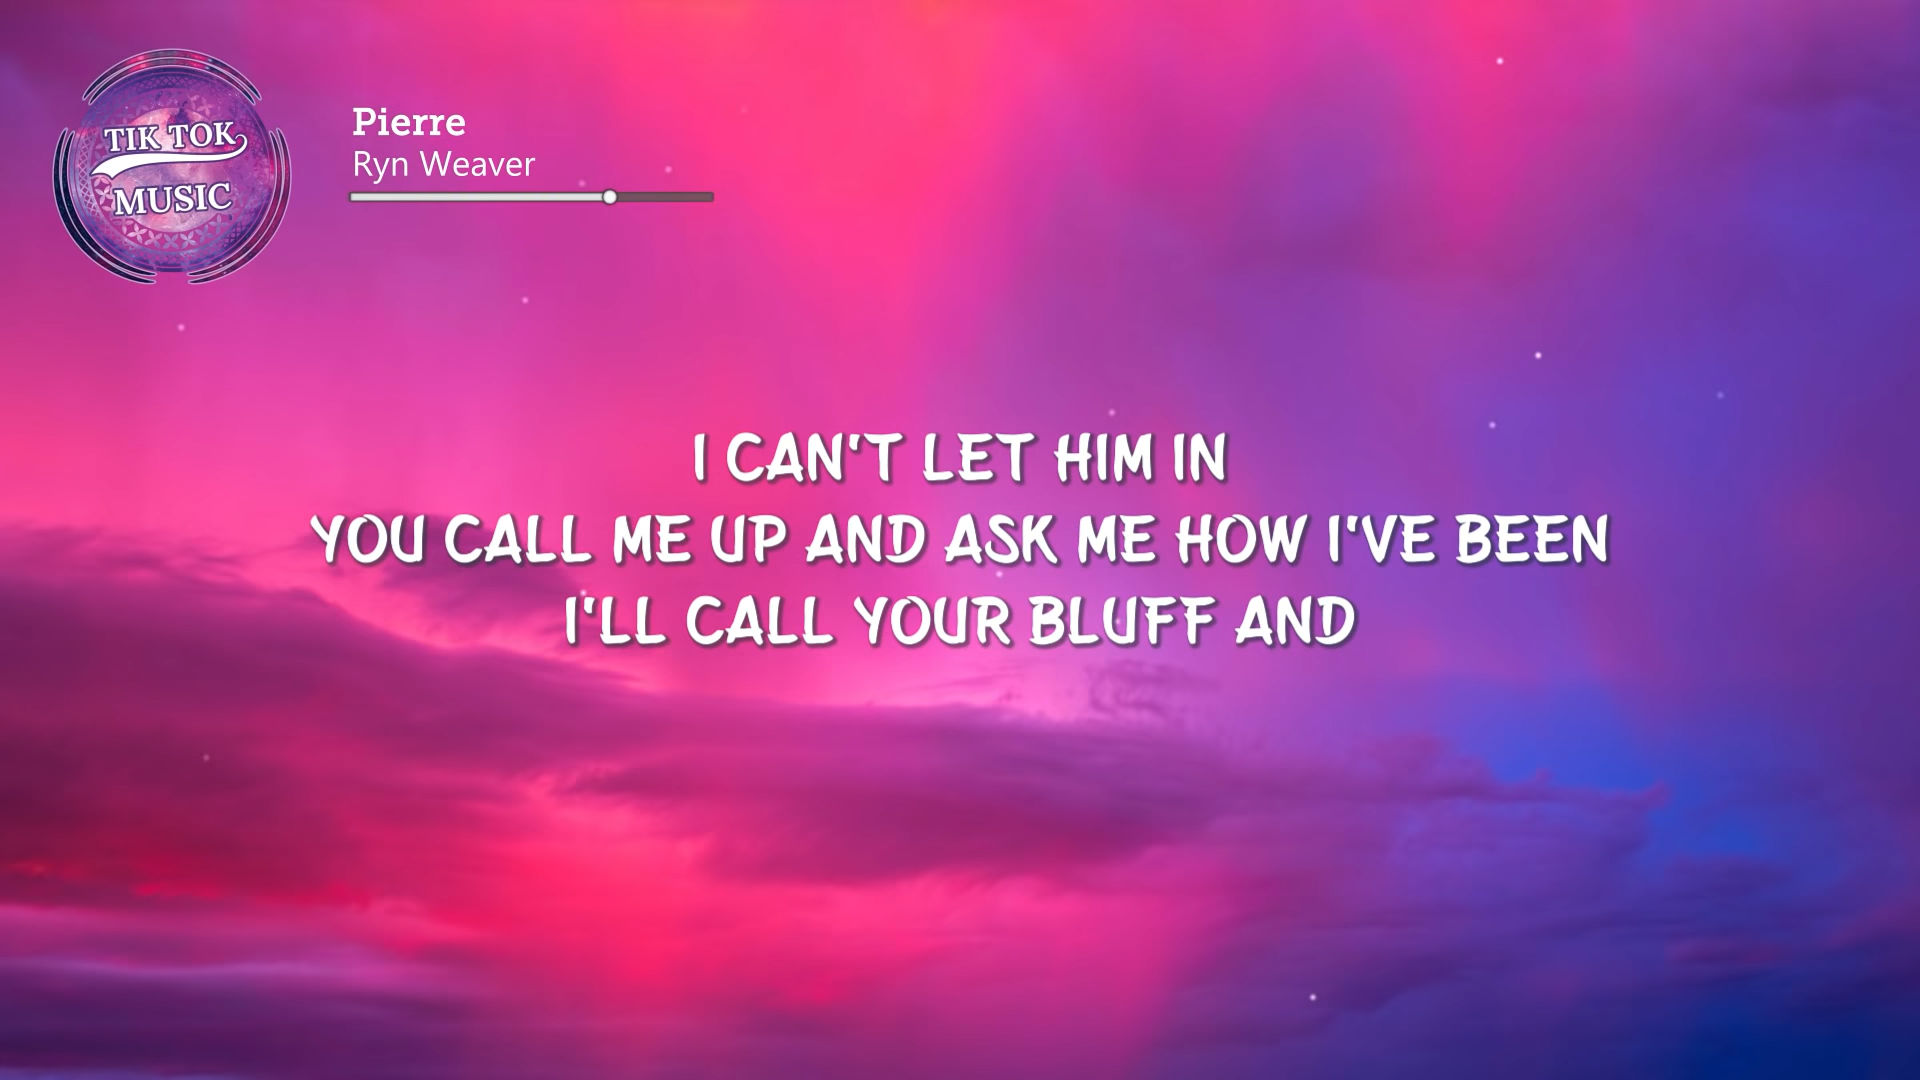 TIK TOK
MUSIC
Pierre
Ryn Weaver
I CAN'T LET HIM IN
YOU CALL ME UP AND ASK ME HOW I'VE BEEN
I'LL CALL YOUR BLUFF AND